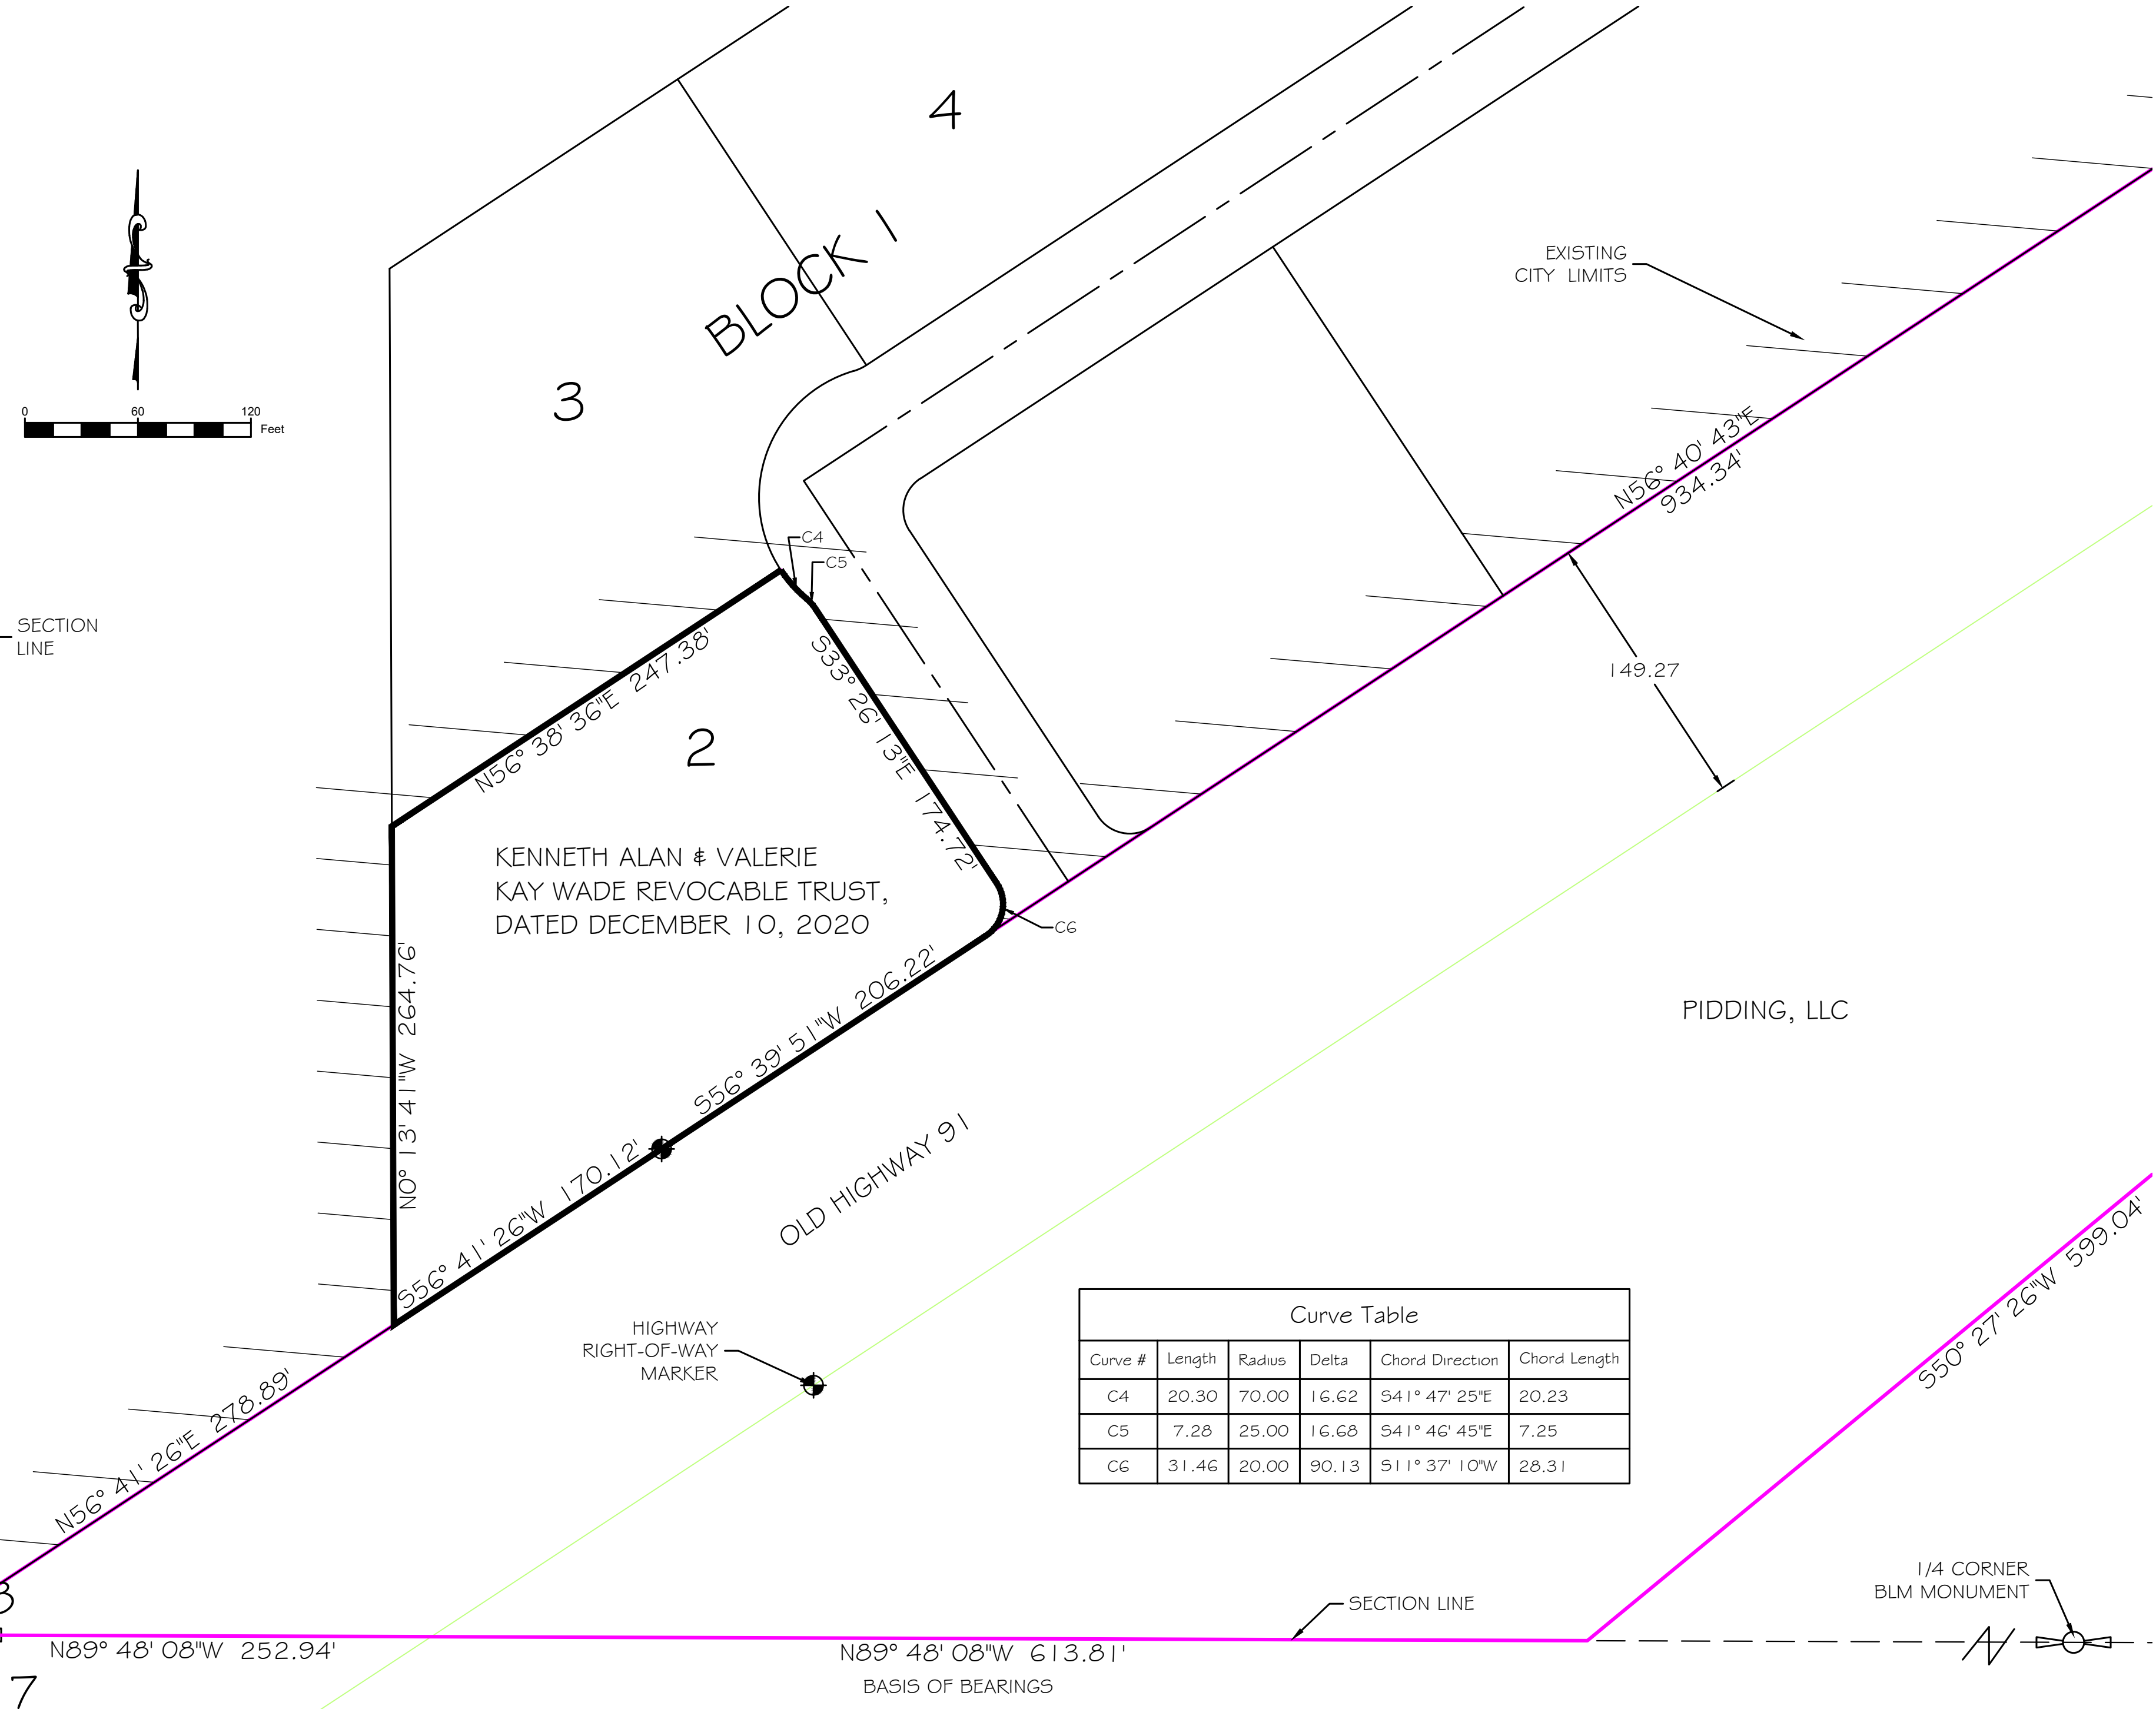 4
BLOCK 1
3
0 60 120
Feet
EXISTING
CITY LIMITS
N56° 40' 43"E
934.34'
C4
C5
SECTION
LINE
N56° 38' 36"E 247.38'
S33° 26' 13"E 174.72'
149.27
2
KENNETH ALAN & VALERIE
KAY WADE REVOCABLE TRUST,
DATED DECEMBER 10, 2020
C6
N0° 13' 41"W 264.76'
S56° 39' 51"W 206.22'
S56° 41' 26"W 170.12'
PIDDING, LLC
OLD HIGHWAY 91
HIGHWAY
RIGHT-OF-WAY
MARKER
Curve Table
Curve # Length Radius Delta Chord Direction Chord Length
C4 20.30 70.00 16.62 S41° 47' 25"E 20.23
C5 7.28 25.00 16.68 S41° 46' 45"E 7.25
C6 31.46 20.00 90.13 S11° 37' 10"W 28.31
S50° 27' 26"W 599.04'
N56° 41' 26"E 278.89'
1/4 CORNER
BLM MONUMENT
SECTION LINE
N89° 48' 08"W 252.94'
N89° 48' 08"W 613.81'
BASIS OF BEARINGS
7